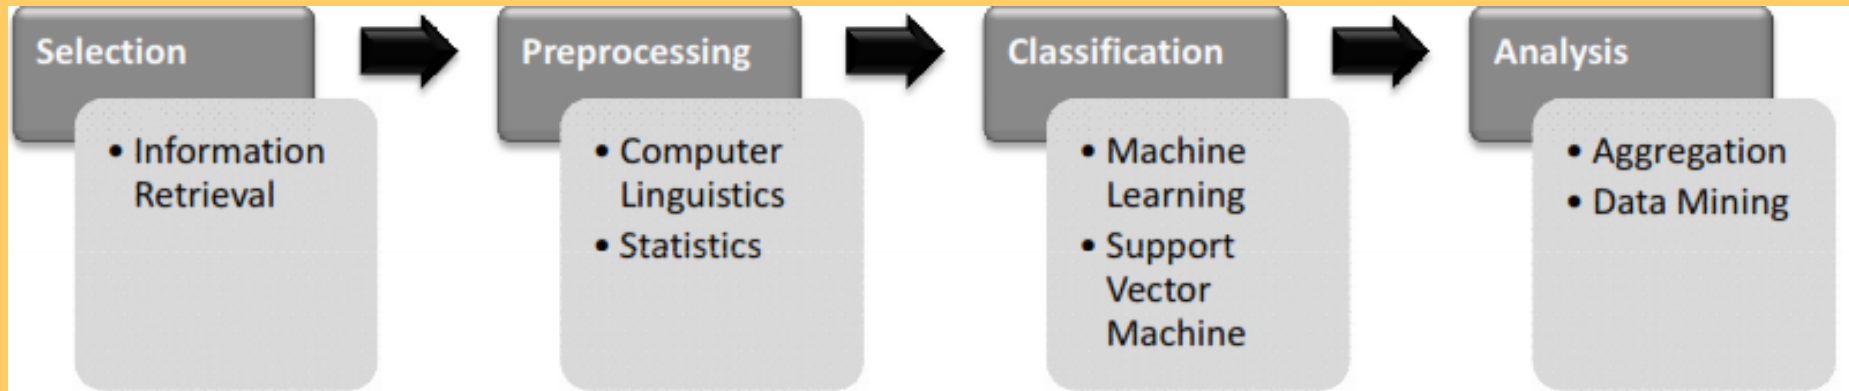 Selection
• Information
Retrieval
Preprocessing
• Computer
Linguistics
• Statistics
Classification
• Machine
Learning
• Support
Vector
Machine
Analysis
• Aggregation
• Data Mining